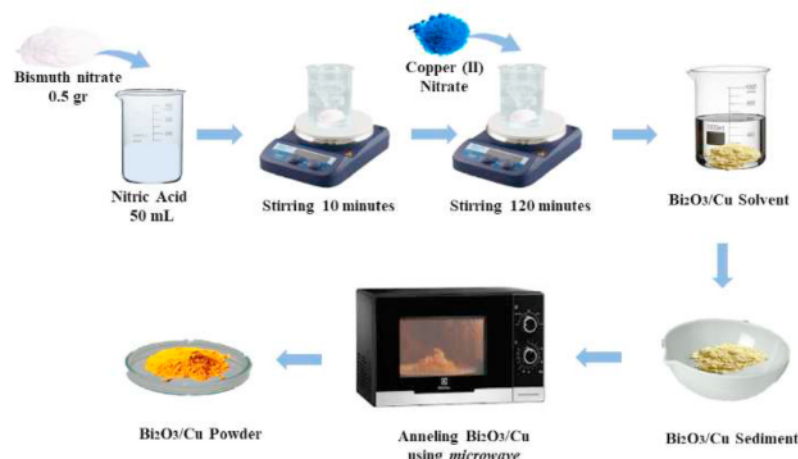 Bismuth nitrate
0.5 gr
Nitric Acid
50 mL
Stirring 10 minutes
Copper (II)
Nitrate
Stirring 120 minutes
Bi₂O₃/Cu Solvent
Bi₂O₃/Cu Sediment
Anneling Bi₂O₃/Cu
using microwave
Bi₂O₃/Cu Powder